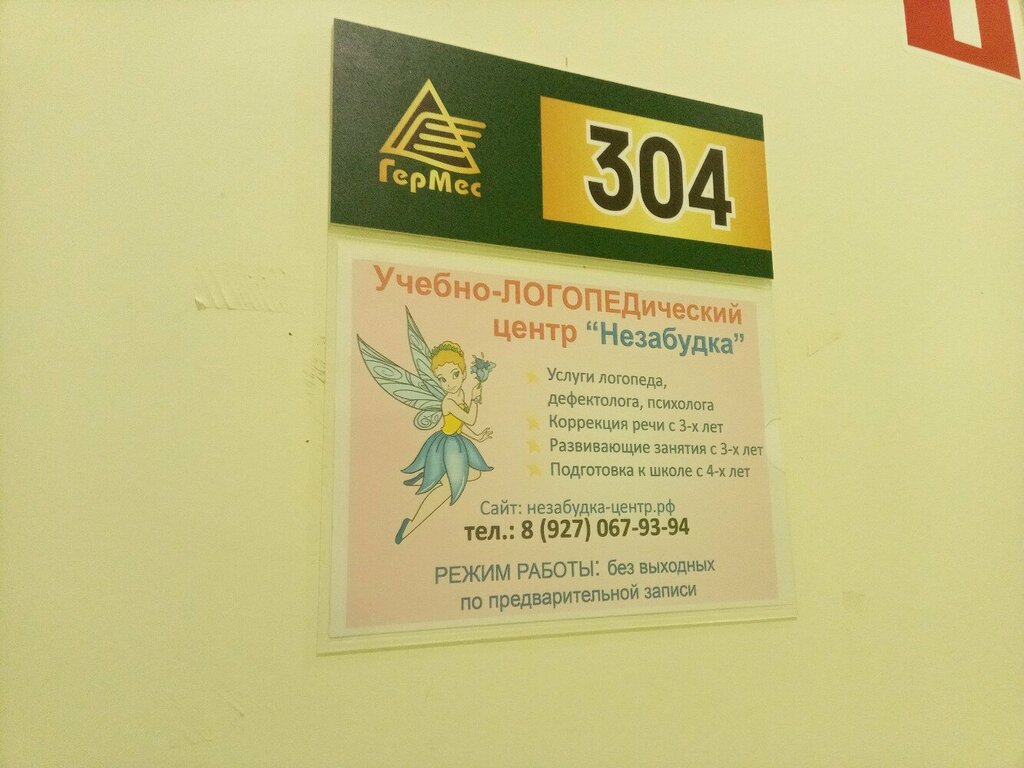 ГерМес
304
Учебно-ЛОГОПЕДический
центр “Незабудка”
Услуги логопеда,
дефектолога, психолога
Коррекция речи с 3-х лет
Развивающие занятия с 3-х лет
Подготовка к школе с 4-х лет
Сайт: незабудка-центр.рф
тел.: 8 (927) 067-93-94
РЕЖИМ РАБОТЫ: без выходных
по предварительной записи